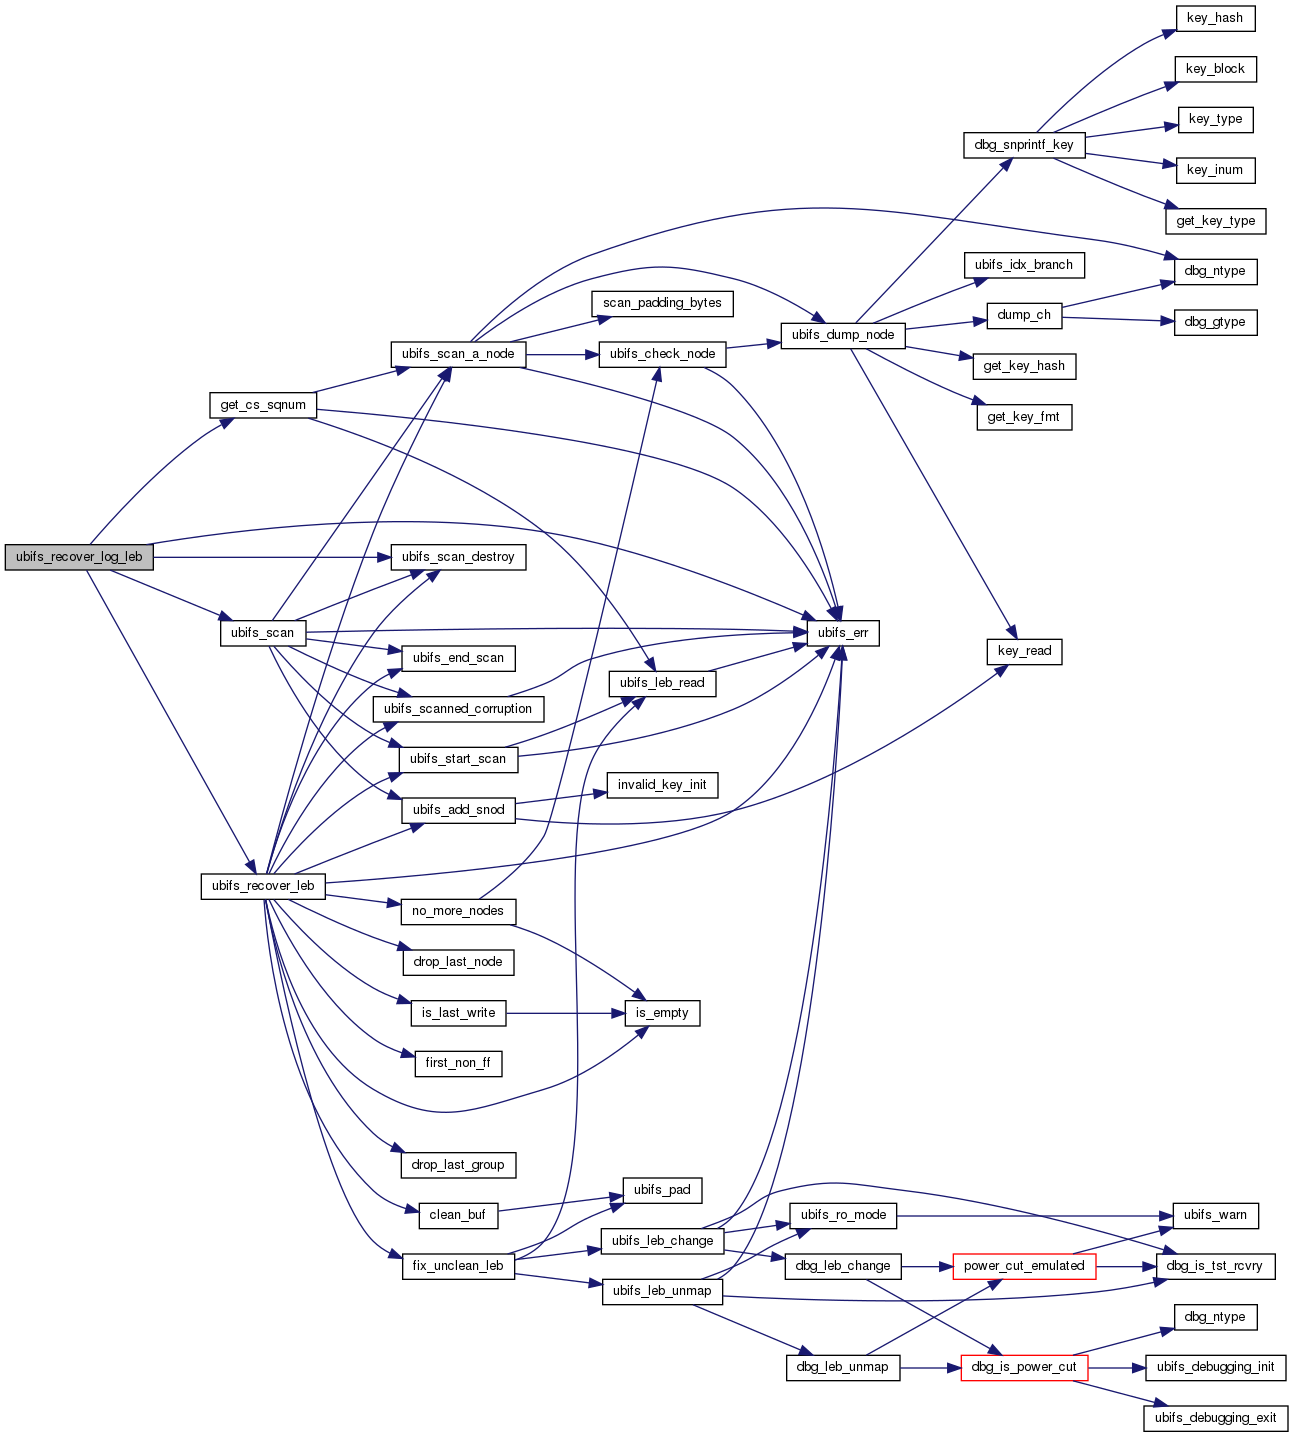 key_hash
key_block
key_type
dbg_snprintf_key
key_inum
get_key_type
ubifs_idx_branch
dbg_ntype
scan_padding_bytes
dump_ch
dbg_gtype
ubifs_dump_node
ubifs_scan_a_node
ubifs_check_node
get_key_hash
get_cs_sqnum
get_key_fmt
ubifs_recover_log_leb
ubifs_scan_destroy
ubifs_scan
ubifs_err
ubifs_end_scan
key_read
ubifs_leb_read
ubifs_scanned_corruption
ubifs_start_scan
invalid_key_init
ubifs_add_snod
ubifs_recover_leb
no_more_nodes
drop_last_node
is_last_write
is_empty
first_non_ff
drop_last_group
ubifs_pad
clean_buf
ubifs_ro_mode
ubifs_warn
ubifs_leb_change
fix_unclean_leb
dbg_leb_change
power_cut_emulated
dbg_is_tst_rcvry
ubifs_leb_unmap
dbg_ntype
dbg_leb_unmap
dbg_is_power_cut
ubifs_debugging_init
ubifs_debugging_exit